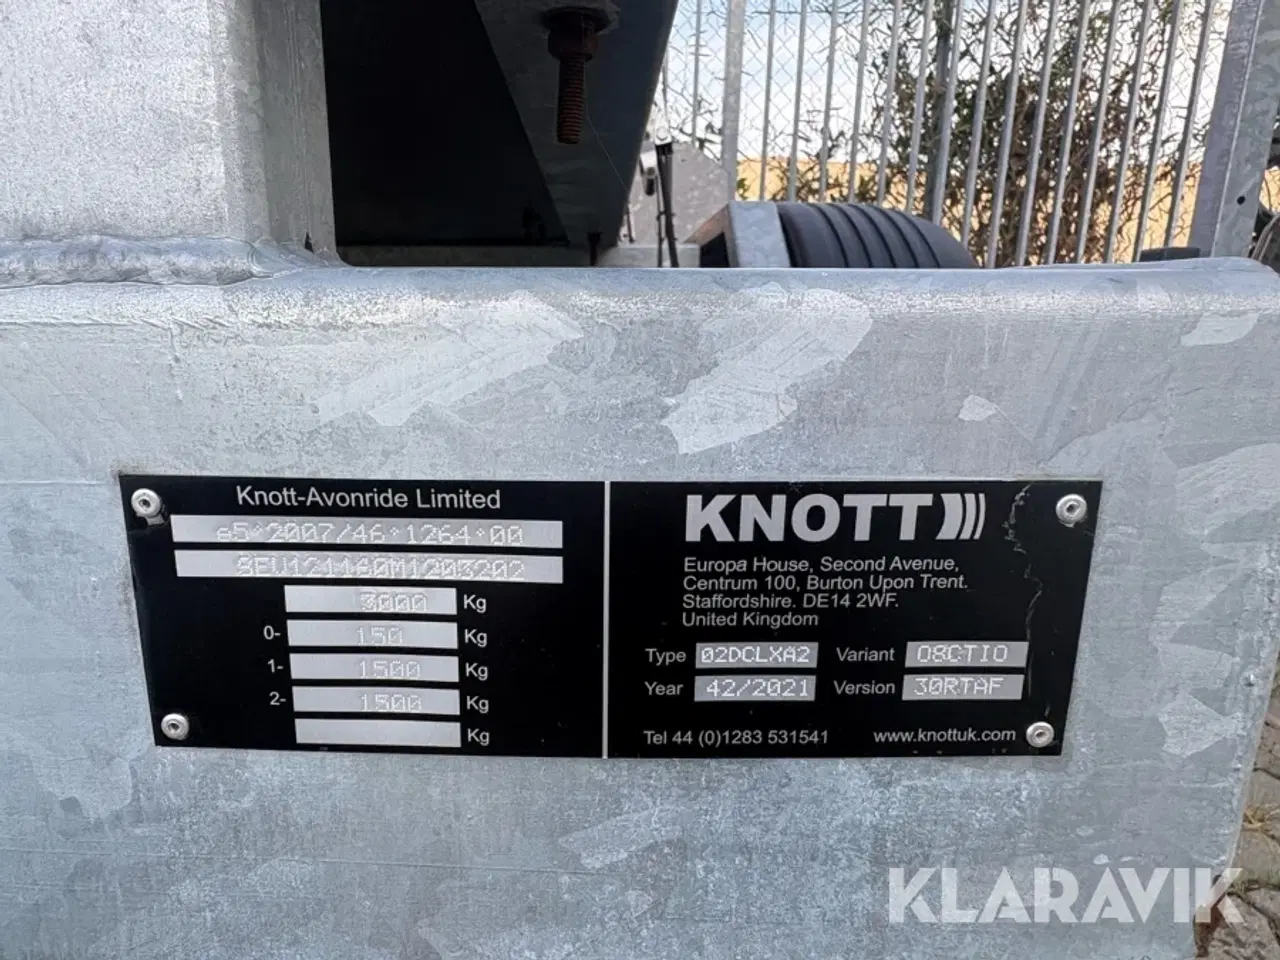 Knott-Avonride Limited
e5*2007/46*1264*00
3000 Kg
0- 150 Kg
1- 1500 Kg
2- 1500 Kg
Kg
KNOTT
Europa House, Second Avenue,
Centrum 100, Burton Upon Trent.
Staffordshire. DE14 2WF.
United Kingdom
Type 02DCLXA2 Variant 08CTIO
Year 42/2021 Version 30RTAF
Tel 44 (0)1283 531541 www.knottuk.com
KLARAVIK